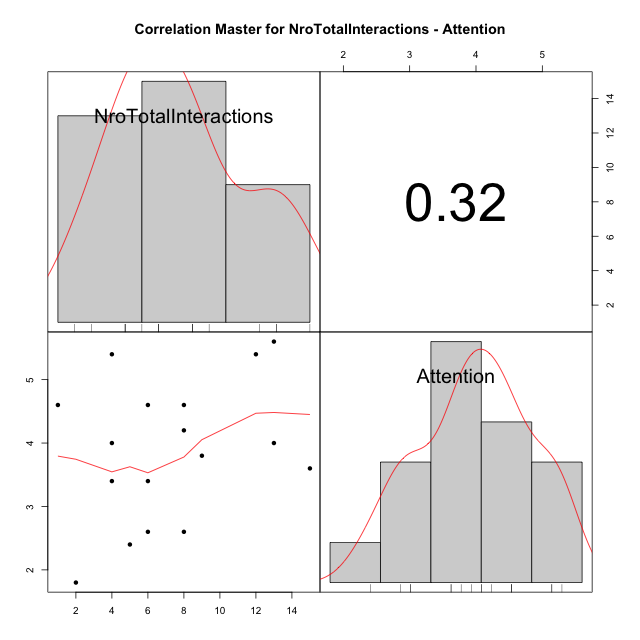 Correlation Master for NroTotalInteractions - Attention
2 3 4 5
NroTotalInteractions
0.32
14
12
10
8
6
4
2
Attention
5
4
3
2
2 4 6 8 10 12 14